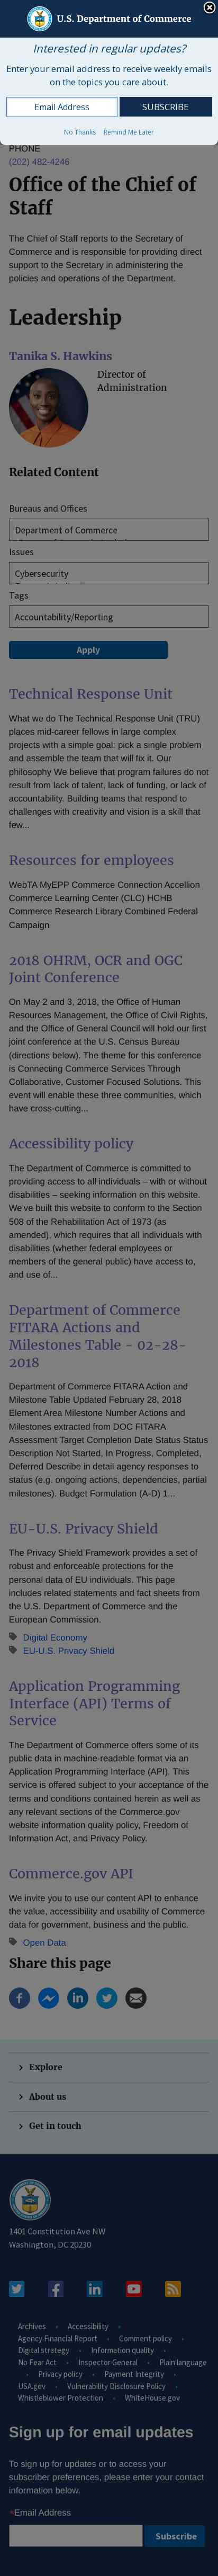 U.S. Department of Commerce
Interested in regular updates?
Enter your email address to receive weekly emails
on the topics you care about.
Email Address
SUBSCRIBE
No Thanks Remind Me Later
PHONE
(202) 482-4246
Office of the Chief of
Staff
The Chief of Staff reports to the Secretary of
Commerce and is responsible for providing direct
support to the Secretary in administering the
policies and operations of the Department.
Leadership
Tanika S. Hawkins
Director of
Administration
Related Content
Bureaus and Offices
Department of Commerce
Issues
Cybersecurity
Tags
Accountability/Reporting
Apply
Technical Response Unit
What we do The Technical Response Unit (TRU)
places mid-career fellows in large complex
projects with a simple goal: pick a single problem
and assemble the team that will fix it. Our
philosophy We believe that program failures do not
result from lack of talent, lack of funding, or lack of
accountability. Building teams that respond to
challenges with creativity and vision is a skill that
few...
Resources for employees
WebTA MyEPP Commerce Connection Accellion
Commerce Learning Center (CLC) HCHB
Commerce Research Library Combined Federal
Campaign
2018 OHRM, OCR and OGC
Joint Conference
On May 2 and 3, 2018, the Office of Human
Resources Management, the Office of Civil Rights,
and the Office of General Council will hold our first
joint conference at the U.S. Census Bureau
(directions below). The theme for this conference
is Connecting Commerce Services Through
Collaborative, Customer Focused Solutions. This
event will enable these three communities, which
have cross-cutting...
Accessibility policy
The Department of Commerce is committed to
providing access to all individuals – with or without
disabilities – seeking information on this website.
We've built this website to conform to the Section
508 of the Rehabilitation Act of 1973 (as
amended), which requires that all individuals with
disabilities (whether federal employees or
members of the general public) have access to,
and use of...
Department of Commerce
FITARA Actions and
Milestones Table - 02-28-
2018
Department of Commerce FITARA Action and
Milestone Table Updated February 28, 2018
Element Area Milestone Number Actions and
Milestones extracted from DOC FITARA
Assessment Target Completion Date Status Status
Description Not Started, In Progress, Completed,
Deferred Describe in detail agency responses to
status (e.g. ongoing actions, dependencies, partial
milestones). Budget Formulation (A-D) 1...
EU-U.S. Privacy Shield
The Privacy Shield Framework provides a set of
robust and enforceable protections for the
personal data of EU individuals. This page
includes related statements and fact sheets from
the U.S. Department of Commerce and the
European Commission.
Digital Economy
EU-U.S. Privacy Shield
Application Programming
Interface (API) Terms of
Service
The Department of Commerce offers some of its
public data in machine-readable format via an
Application Programming Interface (API). This
service offering is subject to your acceptance of the
terms and conditions contained herein as well as
any relevant sections of the Commerce.gov
website information quality policy, Freedom of
Information Act, and Privacy Policy.
Commerce.gov API
We invite you to use our content API to enhance
the value, accessibility and usability of Commerce
data for government, business and the public.
Open Data
Share this page
Explore
About us
Get in touch
1401 Constitution Ave NW
Washington, DC 20230
Archives • Accessibility •
Agency Financial Report • Comment policy •
Digital strategy • Information quality •
No Fear Act • Inspector General • Plain language
• Privacy policy • Payment Integrity •
USA.gov • Vulnerability Disclosure Policy •
Whistleblower Protection • WhiteHouse.gov
Sign up for email updates
To sign up for updates or to access your
subscriber preferences, please enter your contact
information below.
*Email Address
Subscribe